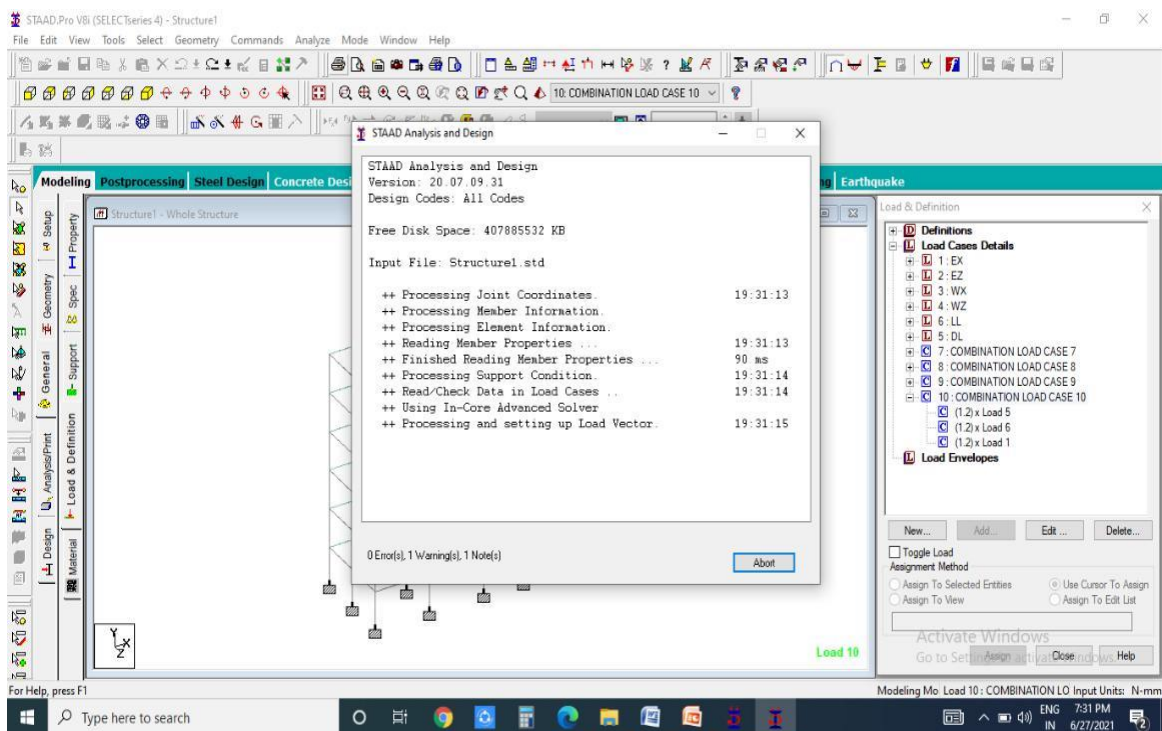 STAAD.Pro V8i (SELECTseries 4) - Structure1
File Edit View Tools Select Geometry Commands Analyze Mode Window Help
10: COMBINATION LOAD CASE 10
Modeling Postprocessing Steel Design Concrete Desi
ng Earthquake
Structure1 - Whole Structure
Setup
Geometry
General
Analysis/Print
Design
Property
Spec
Support
Load & Definition
Material
STAAD Analysis and Design
STAAD Analysis and Design
Version: 20.07.09.31
Design Codes: All Codes
Free Disk Space: 407885532 KB
Input File: Structure1.std
++ Processing Joint Coordinates. 19:31:13
++ Processing Member Information.
++ Processing Element Information.
++ Reading Member Properties ... 19:31:13
++ Finished Reading Member Properties ... 90 ms
++ Processing Support Condition. 19:31:14
++ Read/Check Data in Load Cases .. 19:31:14
++ Using In-Core Advanced Solver
++ Processing and setting up Load Vector. 19:31:15
0 Error(s), 1 Warning(s), 1 Note(s)
Abort
Y
X
Z
Load 10
Load & Definition
D Definitions
L Load Cases Details
L 1 : EX
L 2 : EZ
L 3 : WX
L 4 : WZ
L 6 : LL
L 5 : DL
C 7 : COMBINATION LOAD CASE 7
C 8 : COMBINATION LOAD CASE 8
C 9 : COMBINATION LOAD CASE 9
C 10 : COMBINATION LOAD CASE 10
C (1.2) x Load 5
C (1.2) x Load 6
C (1.2) x Load 1
L Load Envelopes
New... Add... Edit ... Delete...
Toggle Load
Assignment Method
Assign To Selected Entities Use Cursor To Assign
Assign To View Assign To Edit List
Activate Windows
Assign Close Help
For Help, press F1
Modeling Mo Load 10 : COMBINATION LO Input Units: N-mm
Type here to search
ENG 7:31 PM
IN 6/27/2021
2